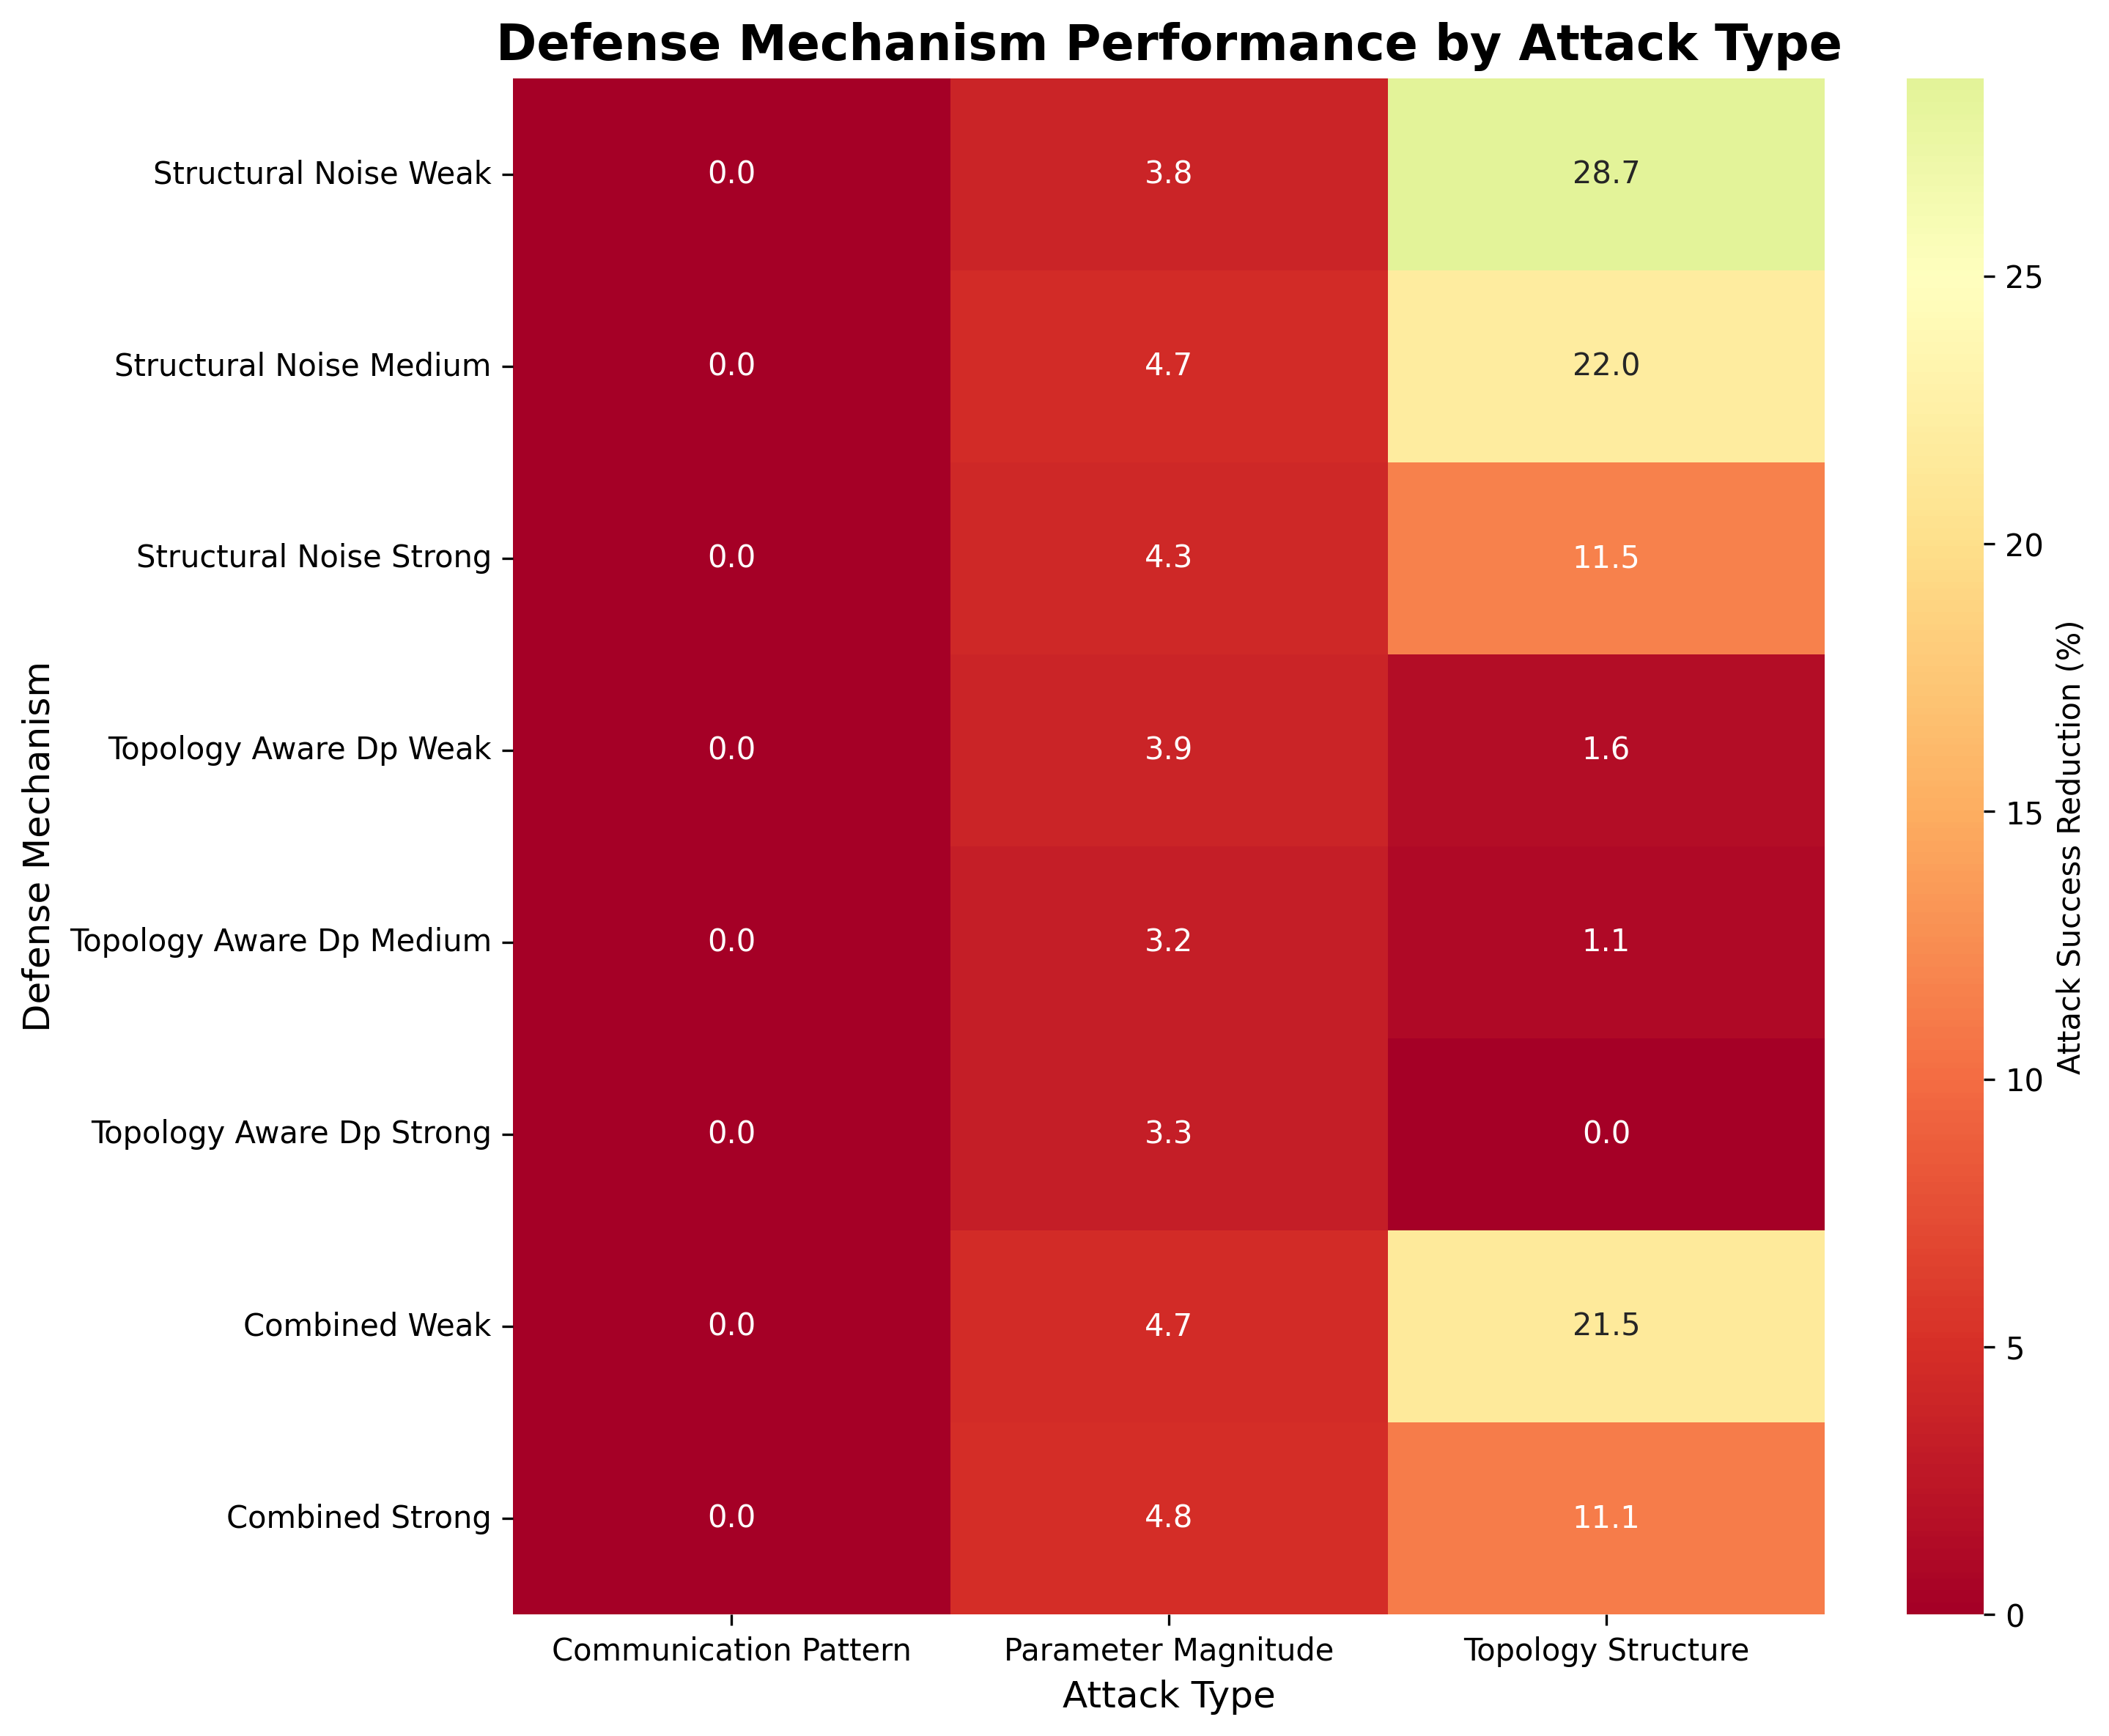 Defense Mechanism Performance by Attack Type
Structural Noise Weak 0.0 3.8 28.7
Structural Noise Medium 0.0 4.7 22.0
Structural Noise Strong 0.0 4.3 11.5
Topology Aware Dp Weak 0.0 3.9 1.6
Topology Aware Dp Medium 0.0 3.2 1.1
Topology Aware Dp Strong 0.0 3.3 0.0
Combined Weak 0.0 4.7 21.5
Combined Strong 0.0 4.8 11.1
Communication Pattern Parameter Magnitude Topology Structure
Attack Type
Defense Mechanism
25
20
15
10
5
0
Attack Success Reduction (%)